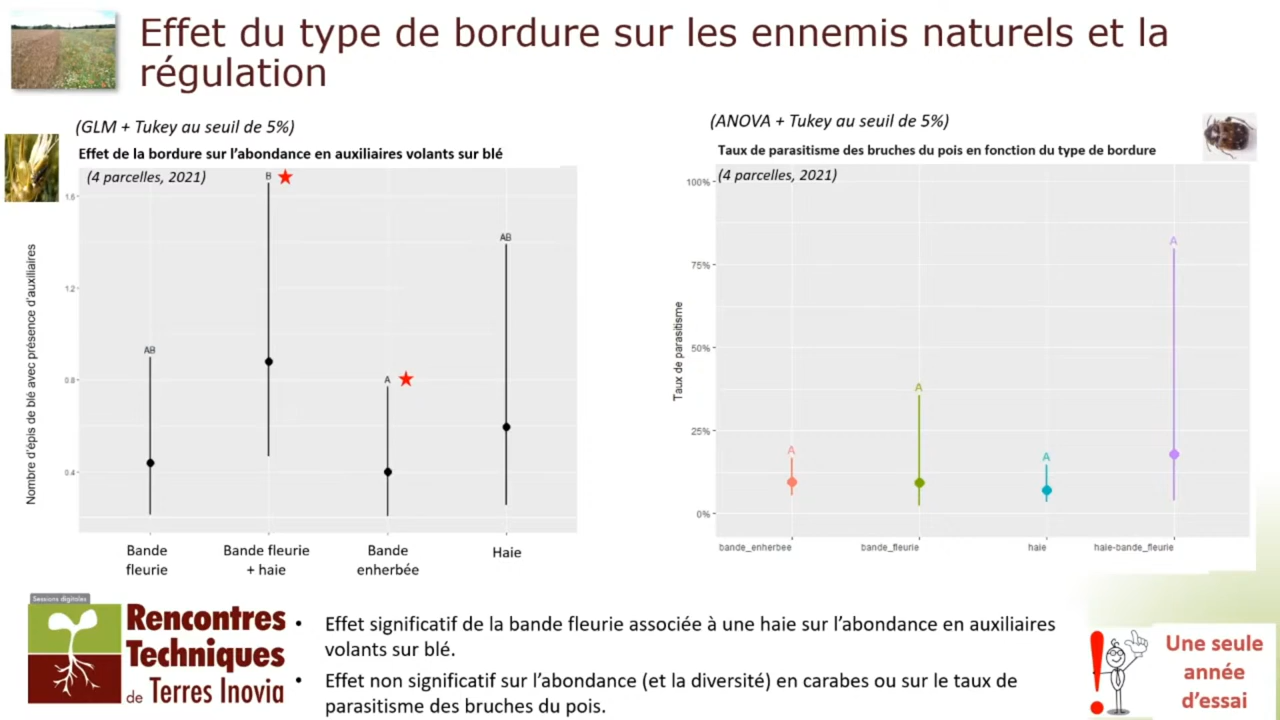 Effet du type de bordure sur les ennemis naturels et la
régulation
(GLM + Tukey au seuil de 5%)
Effet de la bordure sur l'abondance en auxiliaires volants sur blé
(4 parcelles, 2021)
Nombre d'épis de blé avec présence d'auxiliaires
1.6
1.2
0.8
0.4
AB
B
A
AB
Bande
fleurie
Bande fleurie
+ haie
Bande
enherbée
Haie
(ANOVA + Tukey au seuil de 5%)
Taux de parasitisme des bruches du pois en fonction du type de bordure
(4 parcelles, 2021)
Taux de parasitisme
100%
75%
50%
25%
0%
A
A
A
A
bande_enherbee
bande_fleurie
haie
haie-bande_fleurie
Sessions digitales
Rencontres
Techniques
de Terres Inovia
• Effet significatif de la bande fleurie associée à une haie sur l'abondance en auxiliaires
volants sur blé.
• Effet non significatif sur l'abondance (et la diversité) en carabes ou sur le taux de
parasitisme des bruches du pois.
Une seule
année
d'essai